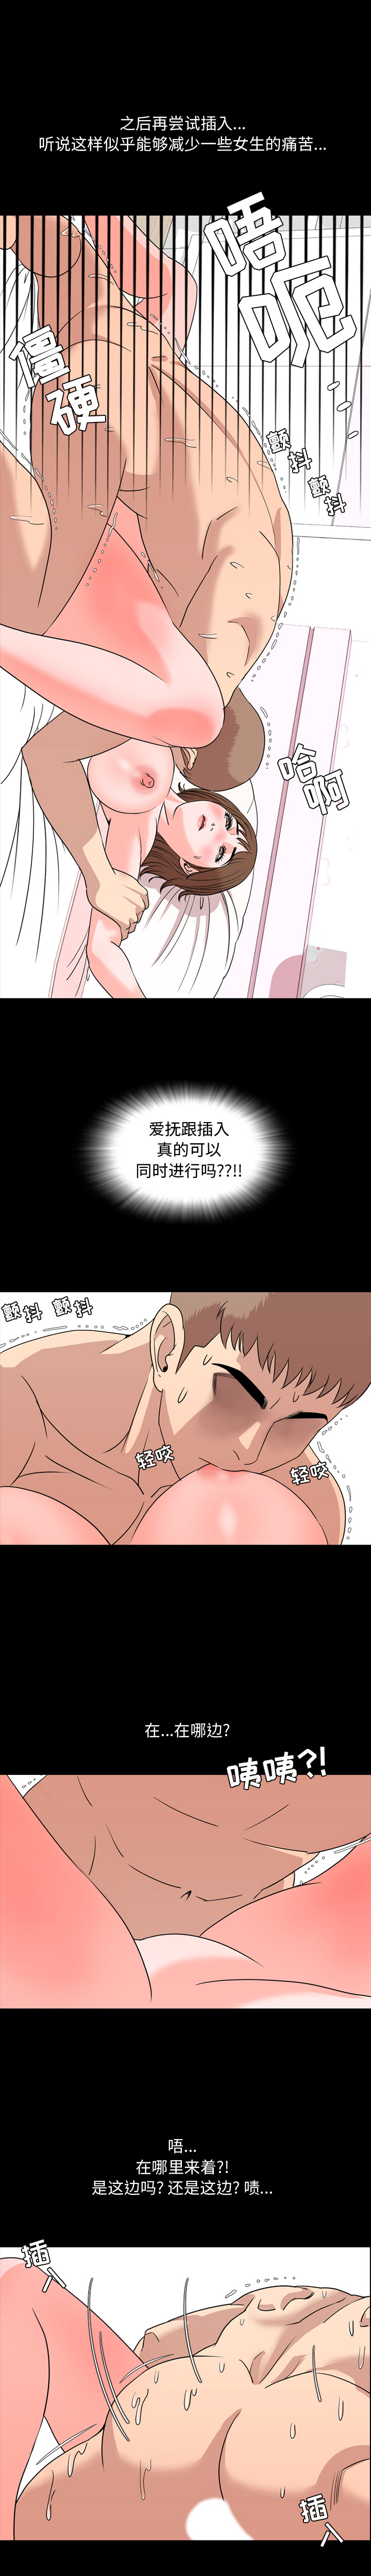 之后再尝试插入...
听说这样似乎能够减少一些女生的痛苦...
唔
呃
僵
硬
颤
抖
颤
抖
哈
啊
爱抚跟插入
真的可以
同时进行吗??!!
颤抖 颤抖
轻咬
轻咬
在...在哪边?
咦咦?!
唔...
在哪里来着?!
是这边吗? 还是这边? 啧...
插
入
插
入